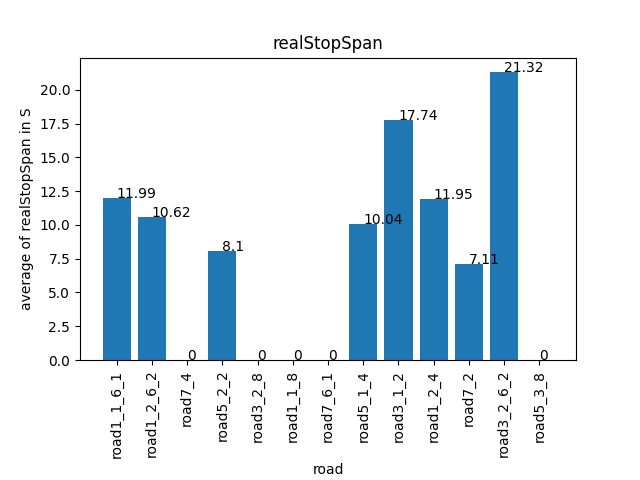 realStopSpan
average of realStopSpan in S
20.0
17.5
15.0
12.5
10.0
7.5
5.0
2.5
0.0
11.99
10.62
0
8.1
0
0
0
10.04
17.74
11.95
7.11
21.32
0
road1_1_6_1
road1_2_6_2
road7_4
road5_2_2
road3_2_8
road1_1_8
road7_6_1
road5_1_4
road3_1_2
road1_2_4
road7_2
road3_2_6_2
road5_3_8
road